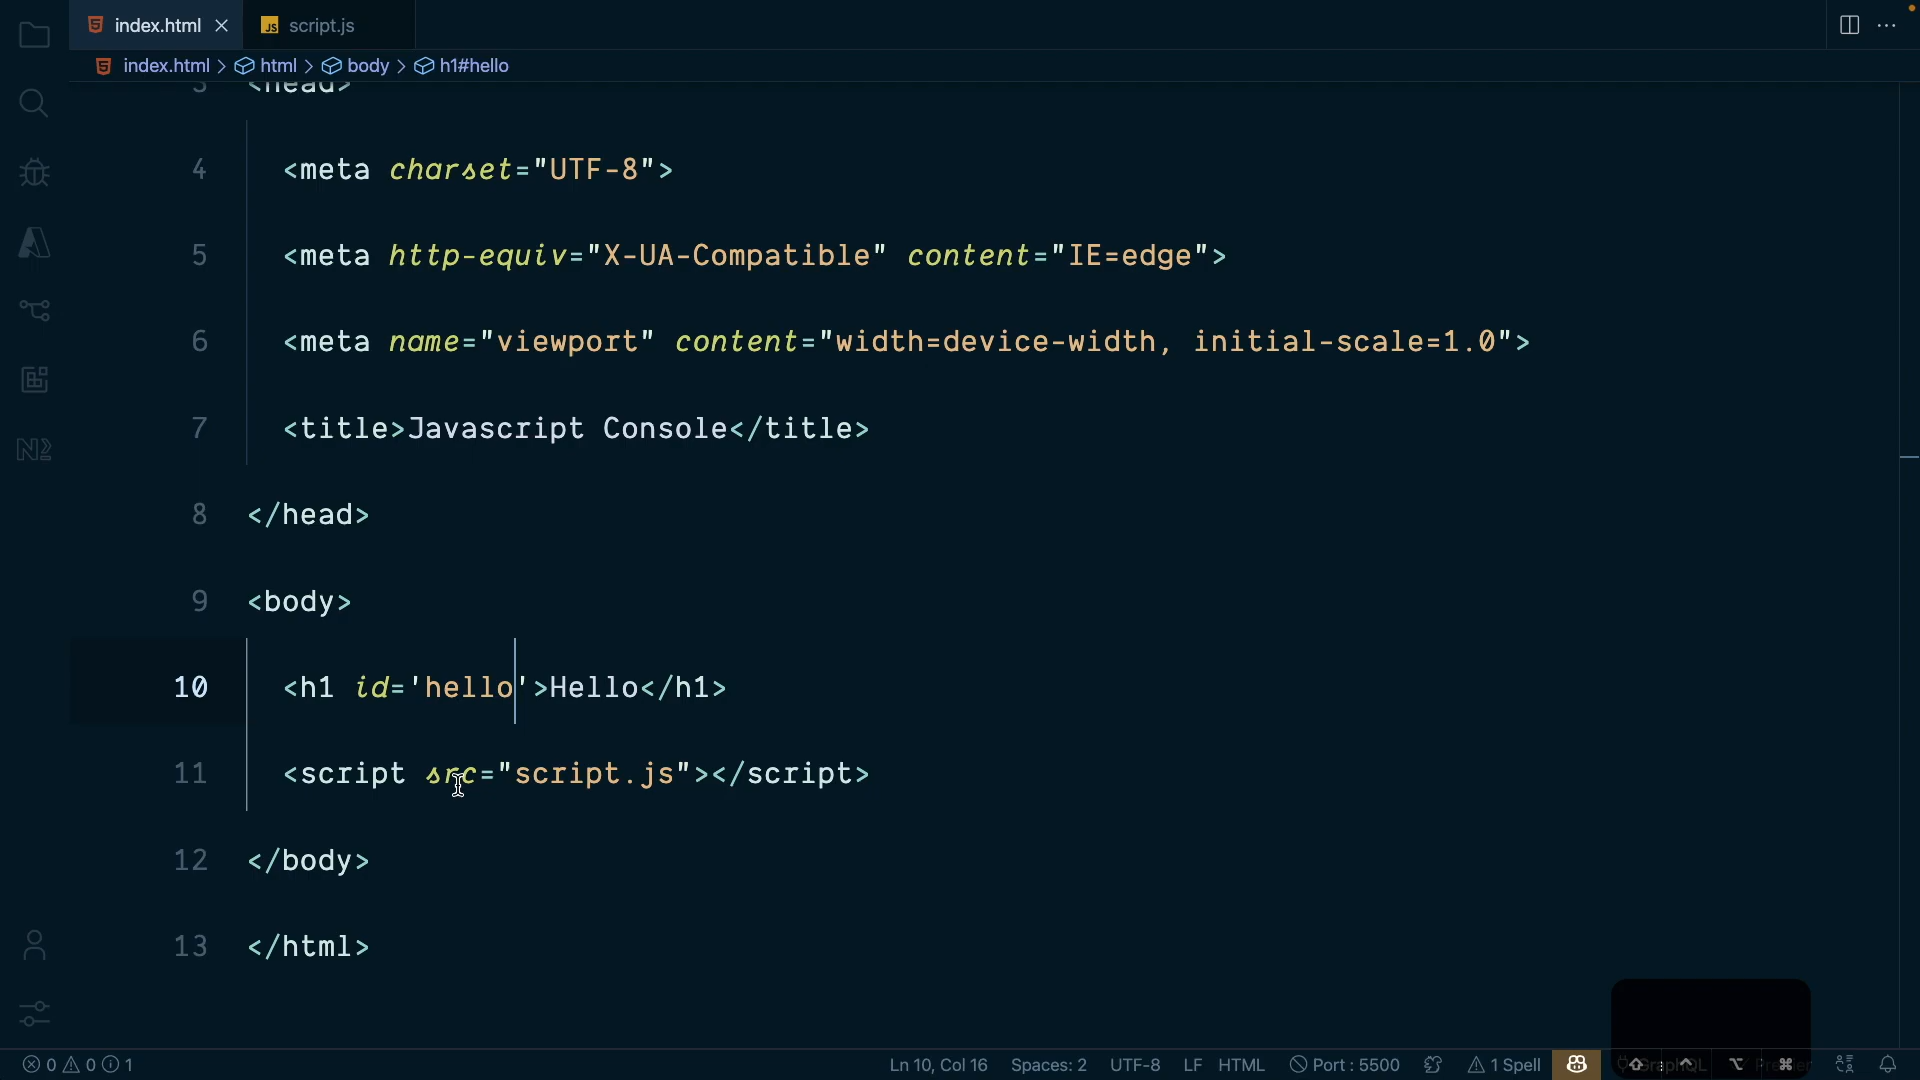 index.html
script.js
index.html > html > body > h1#hello
3 <head>
4 <meta charset="UTF-8">
5 <meta http-equiv="X-UA-Compatible" content="IE=edge">
6 <meta name="viewport" content="width=device-width, initial-scale=1.0">
7 <title>Javascript Console</title>
8 </head>
9 <body>
10 <h1 id='hello'>Hello</h1>
11 <script src="script.js"></script>
12 </body>
13 </html>
0 0 1 Ln 10, Col 16 Spaces: 2 UTF-8 LF HTML Port : 5500 1 Spell